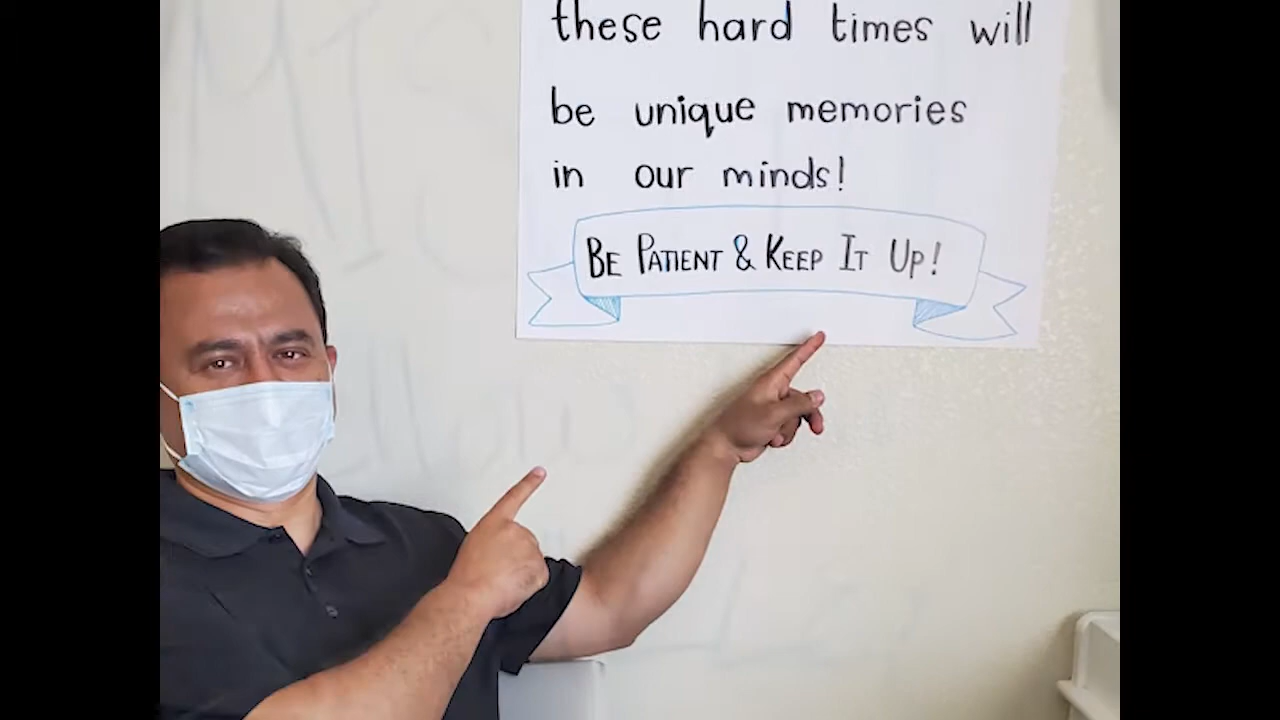 these hard times will
be unique memories
in our minds!
BE PATIENT & KEEP IT UP!